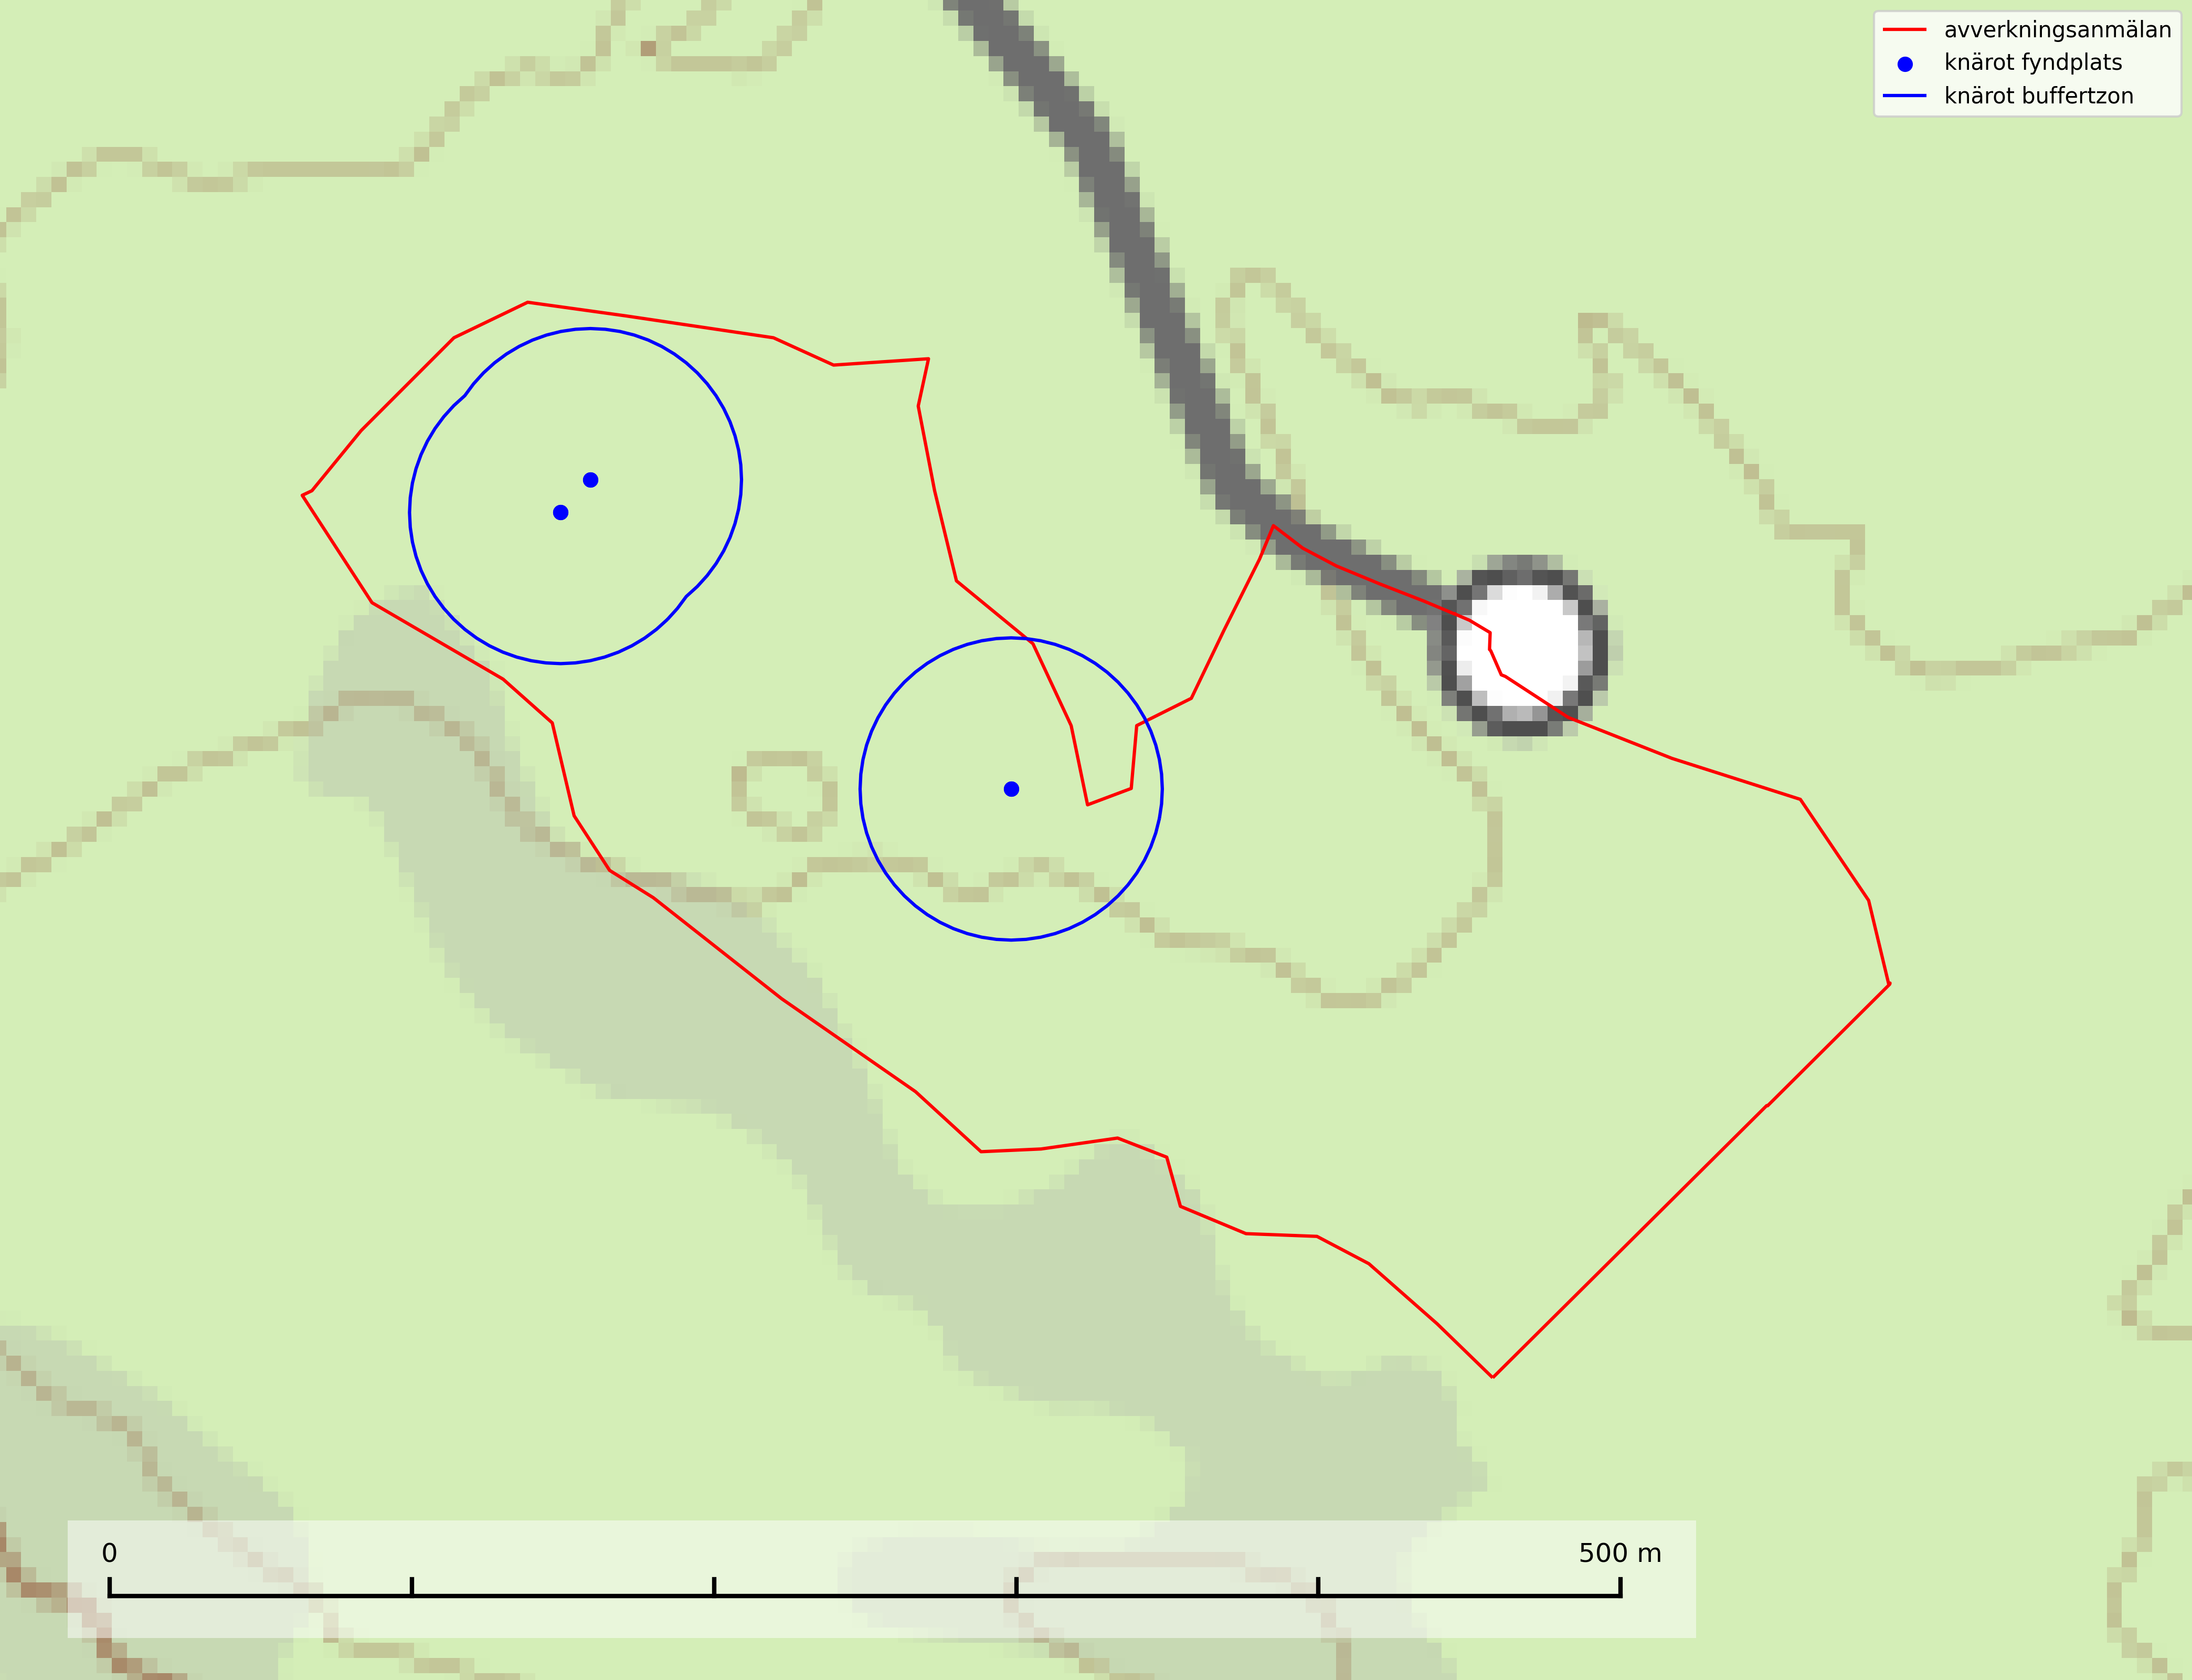 avverkningsanmälan
knärot fyndplats
knärot buffertzon
0 500 m